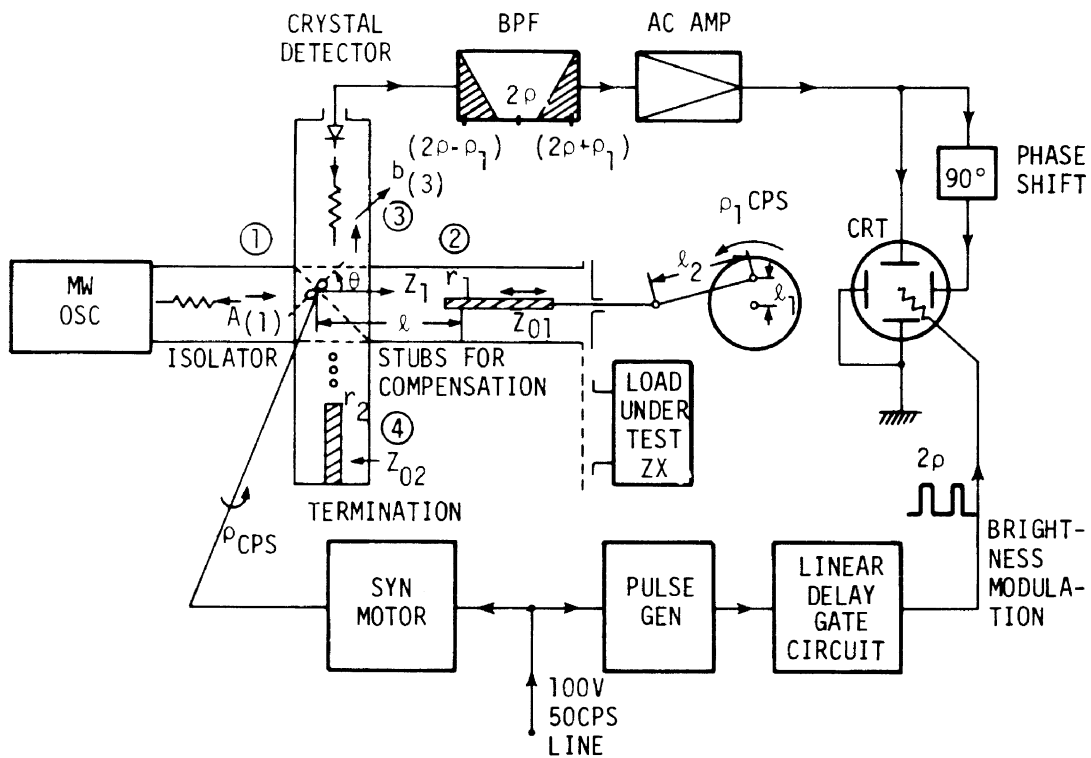 CRYSTAL
DETECTOR
BPF
AC AMP
2ρ
(2ρ-ρ1)
(2ρ+ρ1)
90°
PHASE
SHIFT
b(3)
③
①
②
ρ1 CPS
CRT
MW
OSC
A(1)
θ
Z1
r1
ℓ2
ℓ1
ℓ
Z01
ISOLATOR
STUBS FOR
COMPENSATION
r2
④
Z02
LOAD
UNDER
TEST
ZX
TERMINATION
ρCPS
2ρ
BRIGHT-
NESS
MODULA-
TION
SYN
MOTOR
PULSE
GEN
LINEAR
DELAY
GATE
CIRCUIT
100V
50CPS
LINE